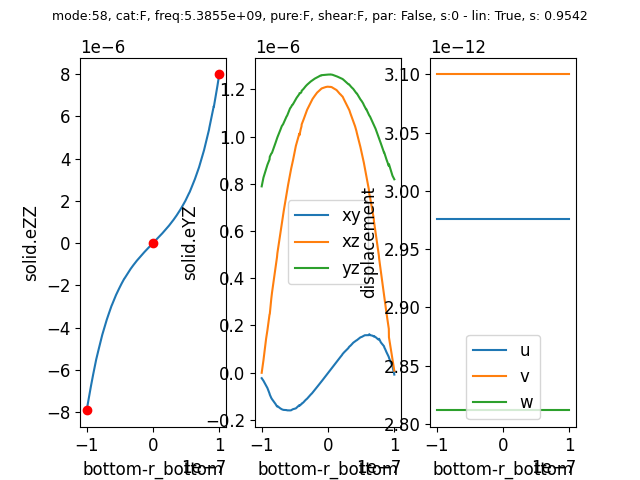 mode:58, cat:F, freq:5.3855e+09, pure:F, shear:F, par: False, s:0 - lin: True, s: 0.9542
1e−6
1e−6
1e−12
8
6
4
2
0
−2
−4
−6
−8
solid.eZZ
−1
0
1
1e−7
bottom-r_bottom
1.2
1.0
0.8
0.6
0.4
0.2
0.0
−0.2
solid.eYZ
xy
xz
yz
−1
0
1
1e−7
bottom-r_bottom
3.10
3.05
3.00
2.95
2.90
2.85
2.80
displacement
u
v
w
−1
0
1
1e−7
bottom-r_bottom